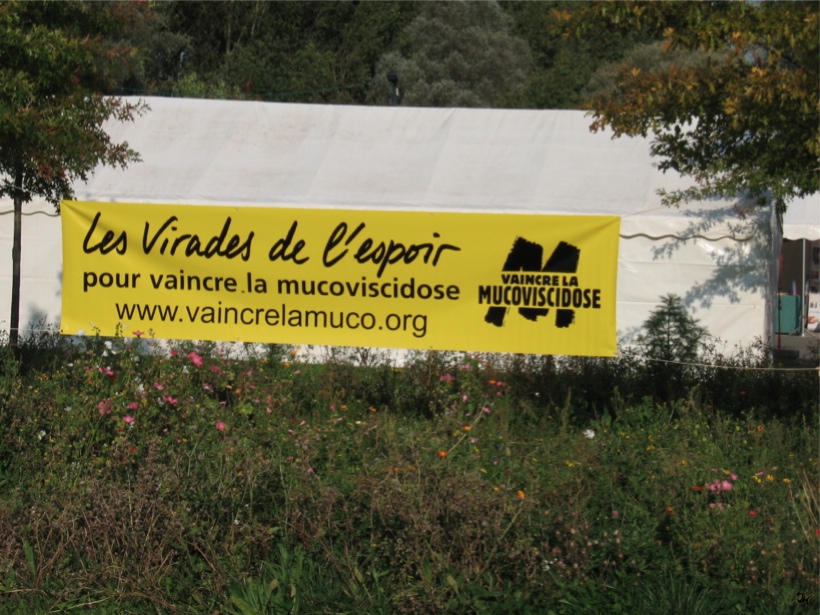 Les Virades de l'espoir
pour vaincre la mucoviscidose
www.vaincrelamuco.org
VAINCRE LA
MUCOVISCIDOSE